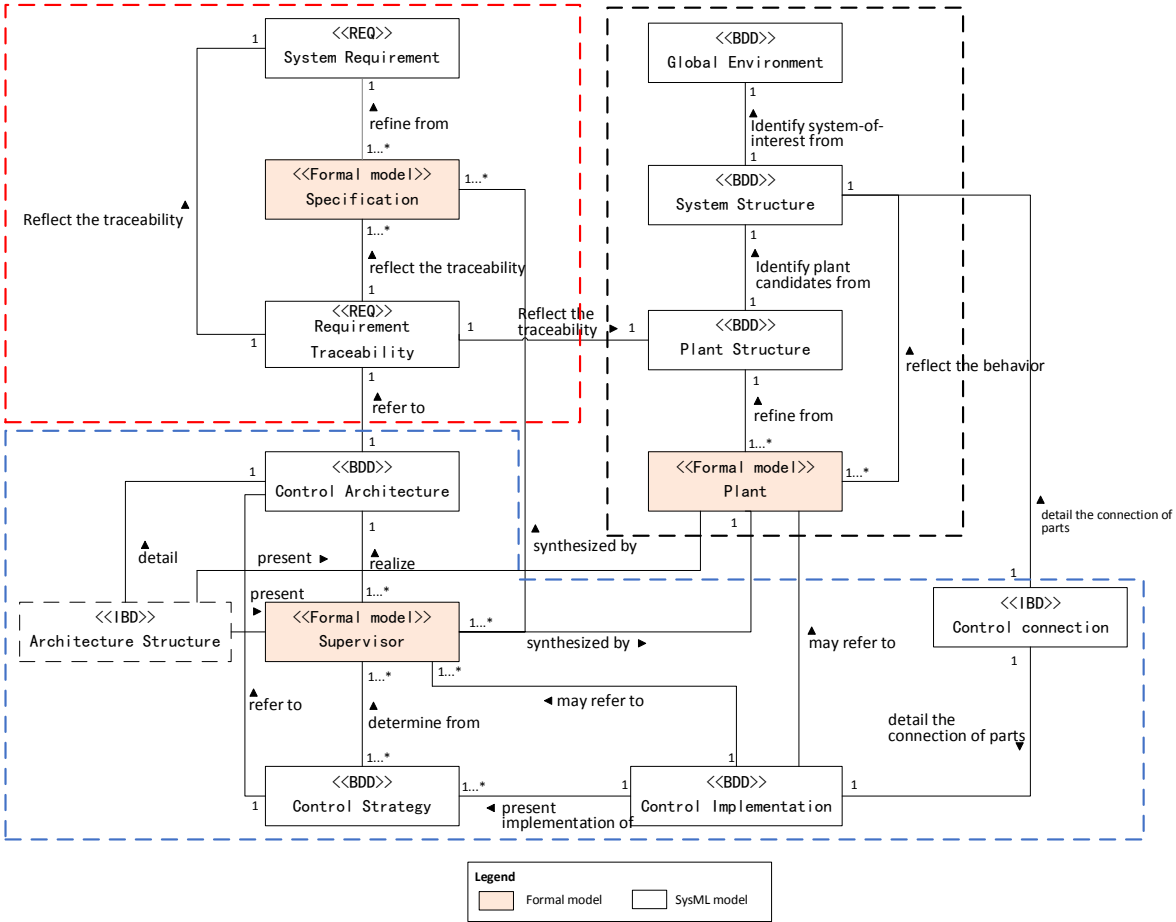 <<REQ>>
System Requirement
1
1
refine from
1...*
<<Formal model>>
Specification
1...*
1...*
Reflect the traceability
reflect the traceability
1
<<REQ>>
Requirement
Traceability
1
1
1
refer to
1
Reflect the
traceability
1
<<BDD>>
Global Environment
1
Identify system-of-
interest from
1
<<BDD>>
System Structure
1
1
Identify plant
candidates from
1
<<BDD>>
Plant Structure
1
refine from
1...*
reflect the behavior
<<Formal model>>
Plant
1...*
1
detail the connection of
parts
1
<<BDD>>
Control Architecture
1
1
detail
present
realize
synthesized by
1...*
present
<<IBD>>
Architecture Structure
<<Formal model>>
Supervisor
1...*
synthesized by
may refer to
<<IBD>>
Control connection
1
1...*
1...*
refer to
determine from
may refer to
detail the
connection of parts
1...*
1
1
<<BDD>>
Control Strategy
1...*
present
implementation of
1
1
<<BDD>>
Control Implementation
1
Legend
Formal model
SysML model